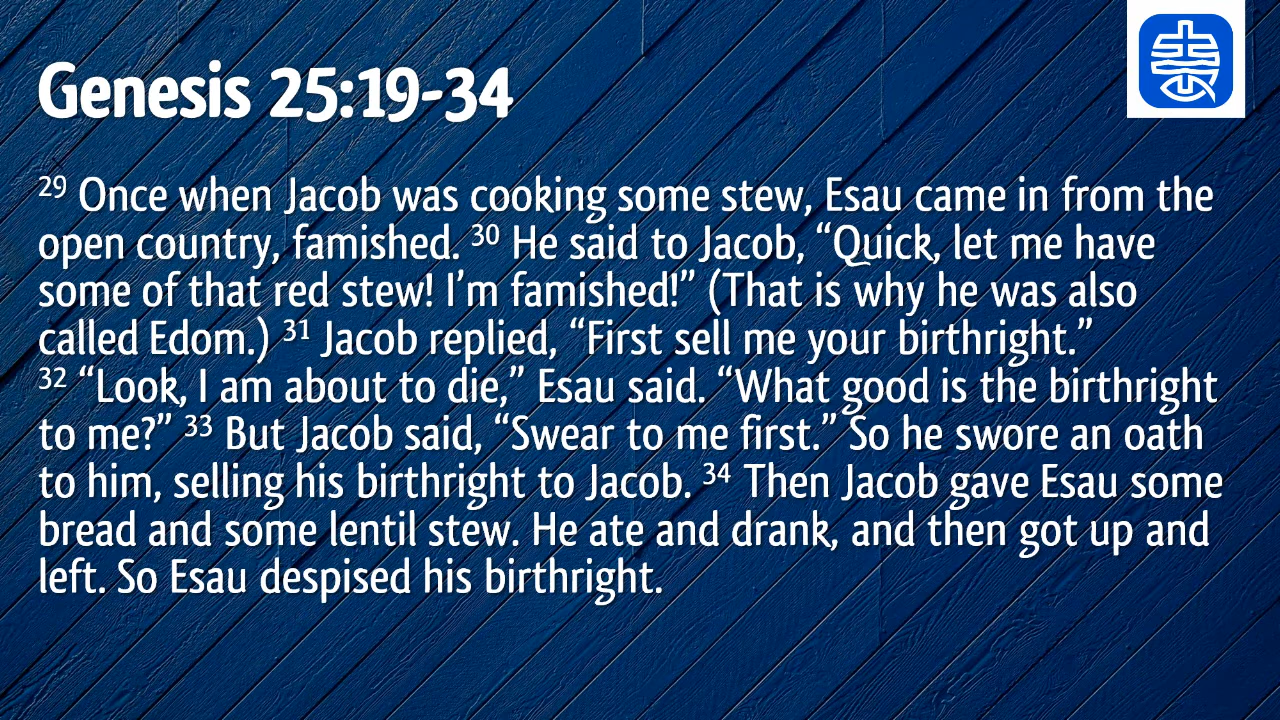 Genesis 25:19-34
29 Once when Jacob was cooking some stew, Esau came in from the
open country, famished. 30 He said to Jacob, “Quick, let me have
some of that red stew! I’m famished!” (That is why he was also
called Edom.) 31 Jacob replied, “First sell me your birthright.”
32 “Look, I am about to die,” Esau said. “What good is the birthright
to me?” 33 But Jacob said, “Swear to me first.” So he swore an oath
to him, selling his birthright to Jacob. 34 Then Jacob gave Esau some
bread and some lentil stew. He ate and drank, and then got up and
left. So Esau despised his birthright.